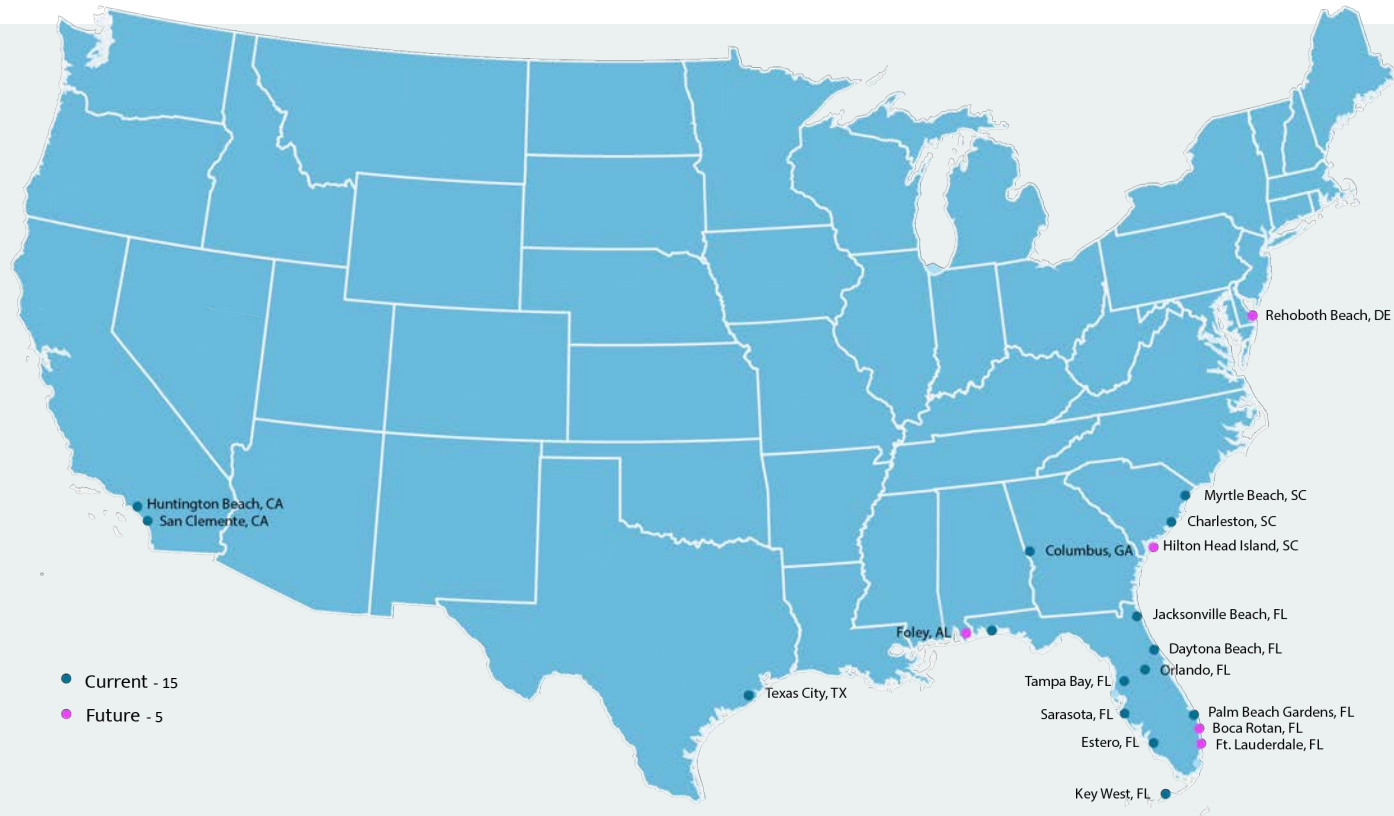 Rehoboth Beach, DE
Huntington Beach, CA
San Clemente, CA
Myrtle Beach, SC
Charleston, SC
Hilton Head Island, SC
Columbus, GA
Jacksonville Beach, FL
Foley, AL
Daytona Beach, FL
Orlando, FL
Tampa Bay, FL
Current - 15
Texas City, TX
Sarasota, FL
Palm Beach Gardens, FL
Future - 5
Boca Rotan, FL
Estero, FL
Ft. Lauderdale, FL
Key West, FL